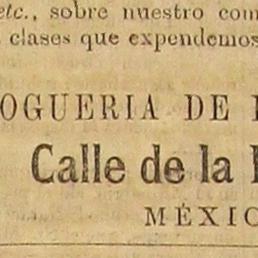 etc., sobre nuestro com
clases que expendemos
OGUERIA DE
Calle de la
MÉXIC